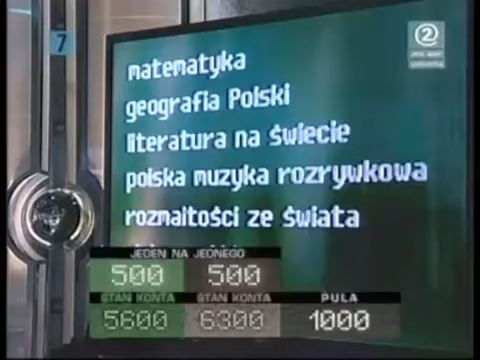 7
2
matematyka
geografia Polski
literatura na świecie
polska muzyka rozrywkowa
rozmaitości ze świata
JEDEN NA JEDNEGO
500 500
STAN KONTA STAN KONTA PULA
5600 6300 1000